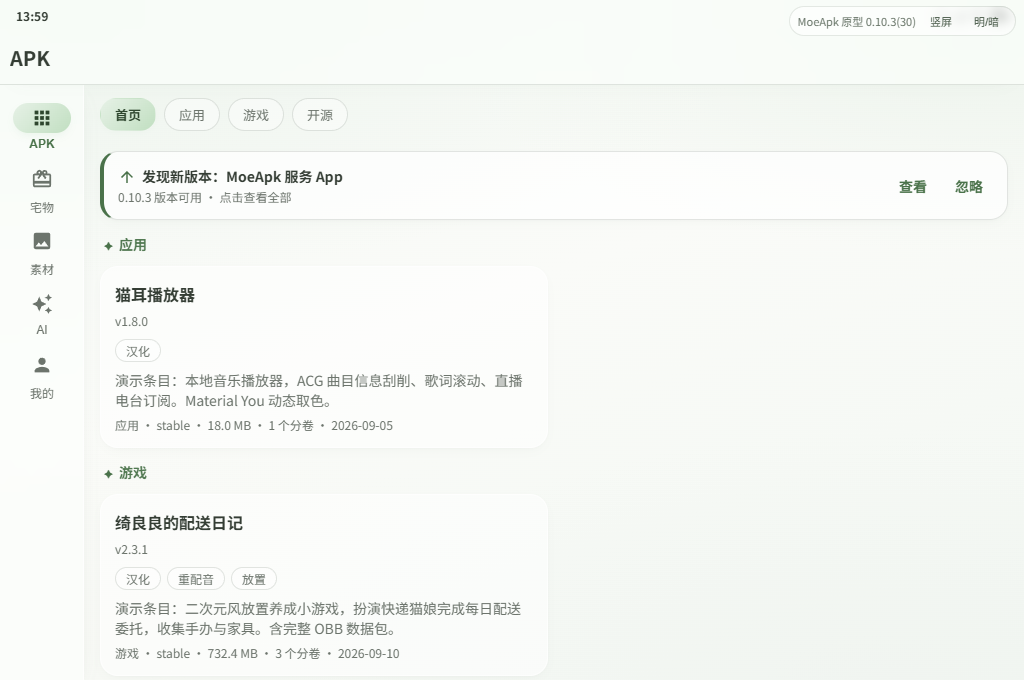 13:59
MoeApk 原型 0.10.3(30) 竖屏 明/暗
APK
APK
宅物
素材
AI
我的
首页 应用 游戏 开源
发现新版本：MoeApk 服务 App
0.10.3 版本可用 • 点击查看全部
查看 忽略
应用
猫耳播放器
v1.8.0
汉化
演示条目：本地音乐播放器，ACG 曲目信息刮削、歌词滚动、直播
电台订阅。Material You 动态取色。
应用 • stable • 18.0 MB • 1 个分卷 • 2026-09-05
游戏
绮良良的配送日记
v2.3.1
汉化 重配音 放置
演示条目：二次元风放置养成小游戏，扮演快递猫娘完成每日配送
委托，收集手办与家具。含完整 OBB 数据包。
游戏 • stable • 732.4 MB • 3 个分卷 • 2026-09-10